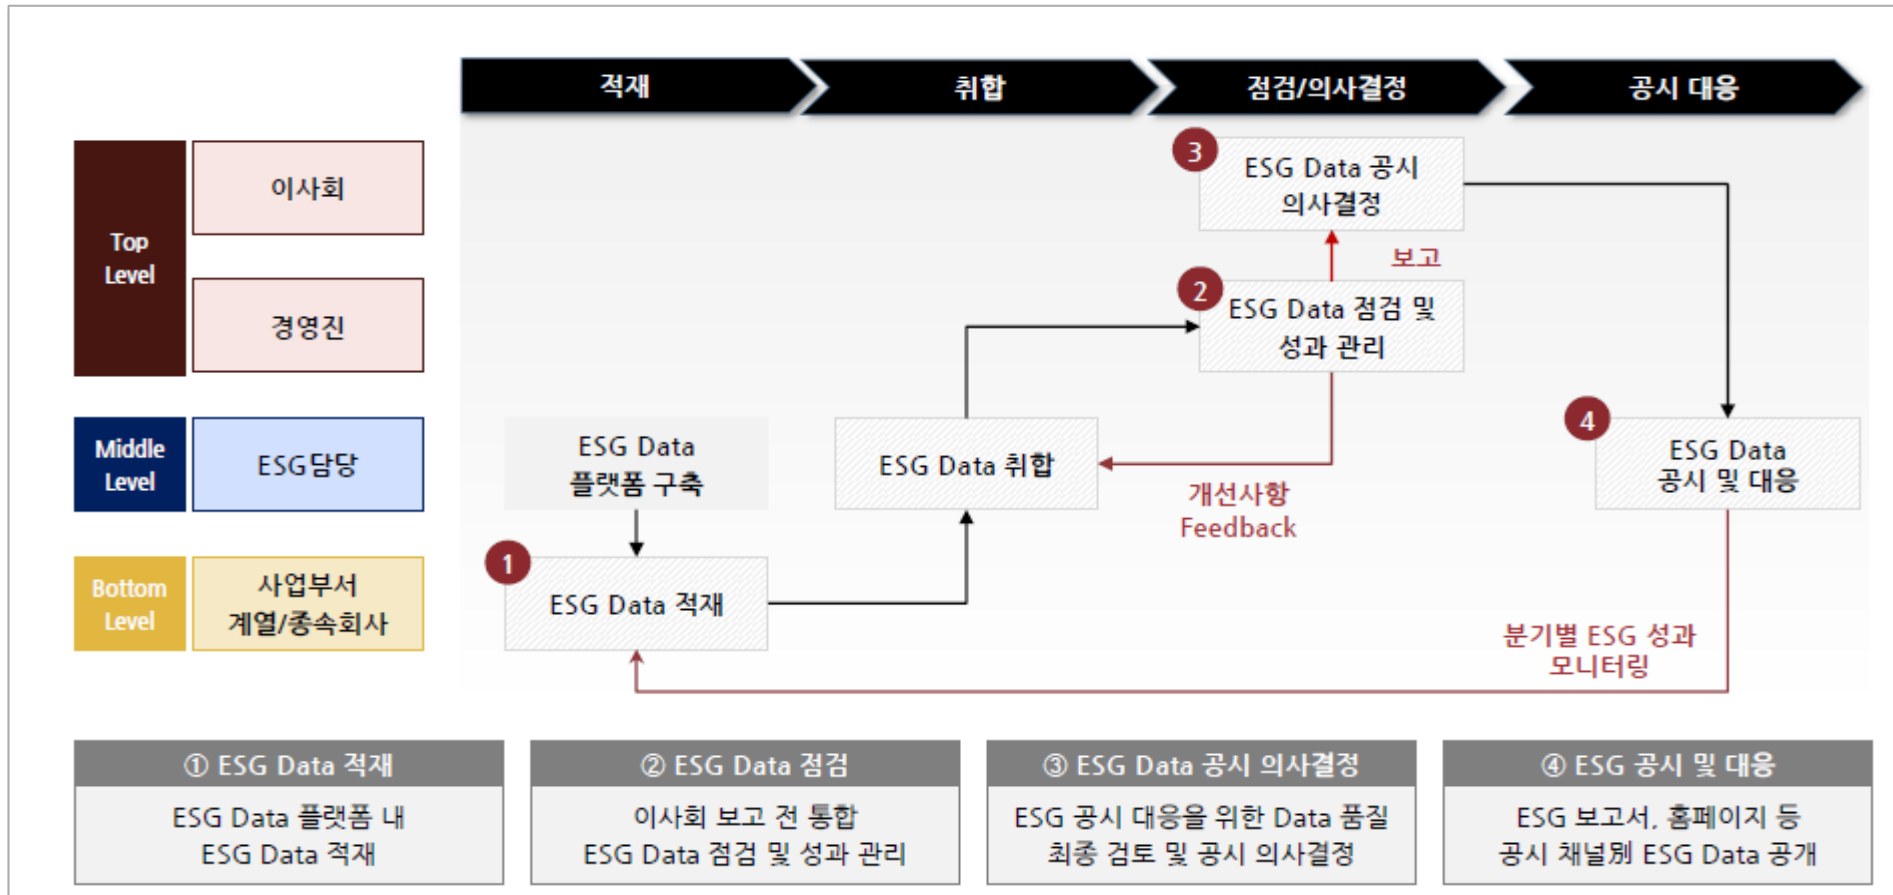 적재
취합
점검/의사결정
공시 대응
Top
Level
이사회
경영진
3
ESG Data 공시
의사결정
보고
2
ESG Data 점검 및
성과 관리
Middle
Level
ESG담당
ESG Data
플랫폼 구축
ESG Data 취합
개선사항
Feedback
4
ESG Data
공시 및 대응
Bottom
Level
사업부서
계열/종속회사
1
ESG Data 적재
분기별 ESG 성과
모니터링
① ESG Data 적재
ESG Data 플랫폼 내
ESG Data 적재
② ESG Data 점검
이사회 보고 전 통합
ESG Data 점검 및 성과 관리
③ ESG Data 공시 의사결정
ESG 공시 대응을 위한 Data 품질
최종 검토 및 공시 의사결정
④ ESG 공시 및 대응
ESG 보고서, 홈페이지 등
공시 채널別 ESG Data 공개